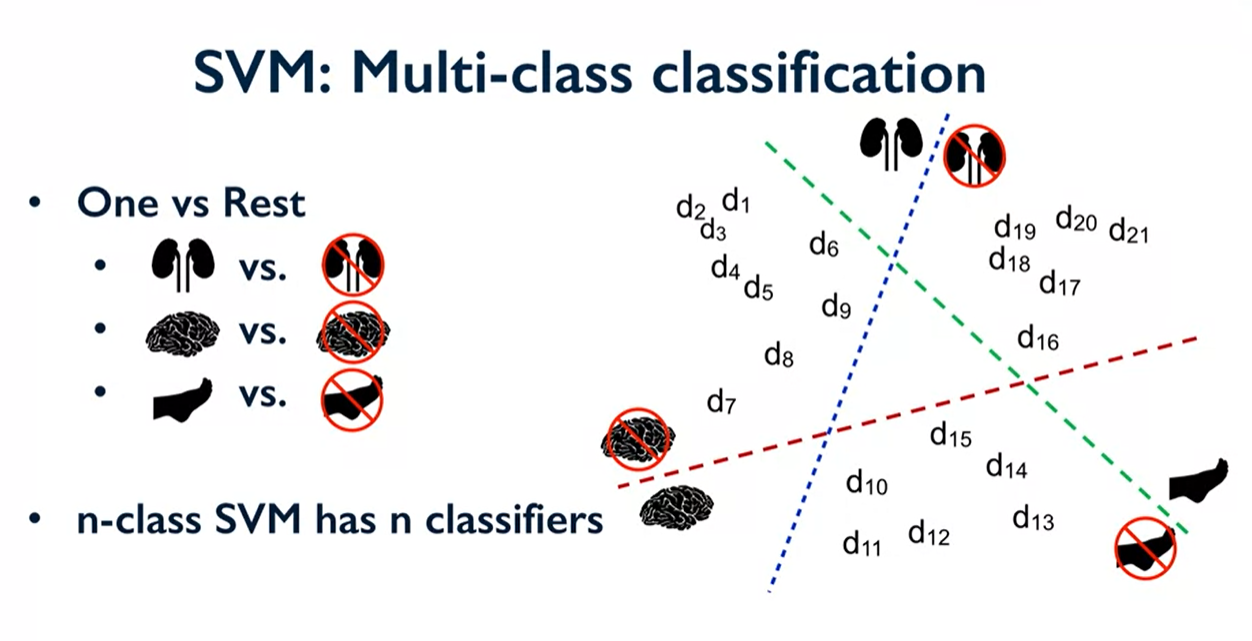 SVM: Multi-class classification
• One vs Rest
• vs.
• vs.
• vs.
• n-class SVM has n classifiers
d2 d1
d3
d4
d5
d6
d9
d8
d7
d19 d20 d21
d18
d17
d16
d15
d14
d10
d13
d12
d11